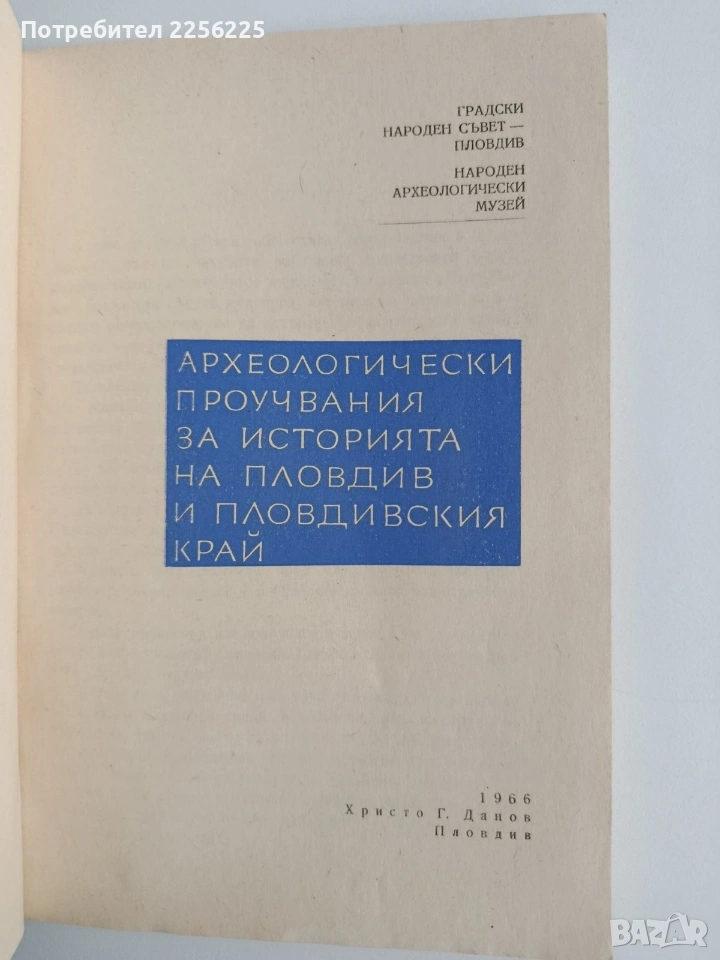 Потребител 2256225
ГРАДСКИ
НАРОДЕН СЪВЕТ —
ПЛОВДИВ
НАРОДЕН
АРХЕОЛОГИЧЕСКИ
МУЗЕЙ
АРХЕОЛОГИЧЕСКИ
ПРОУЧВАНИЯ
ЗА ИСТОРИЯТА
НА ПЛОВДИВ
И ПЛОВДИВСКИЯ
КРАЙ
1966
Христо Г. Данов
Пловдив
BAZAR